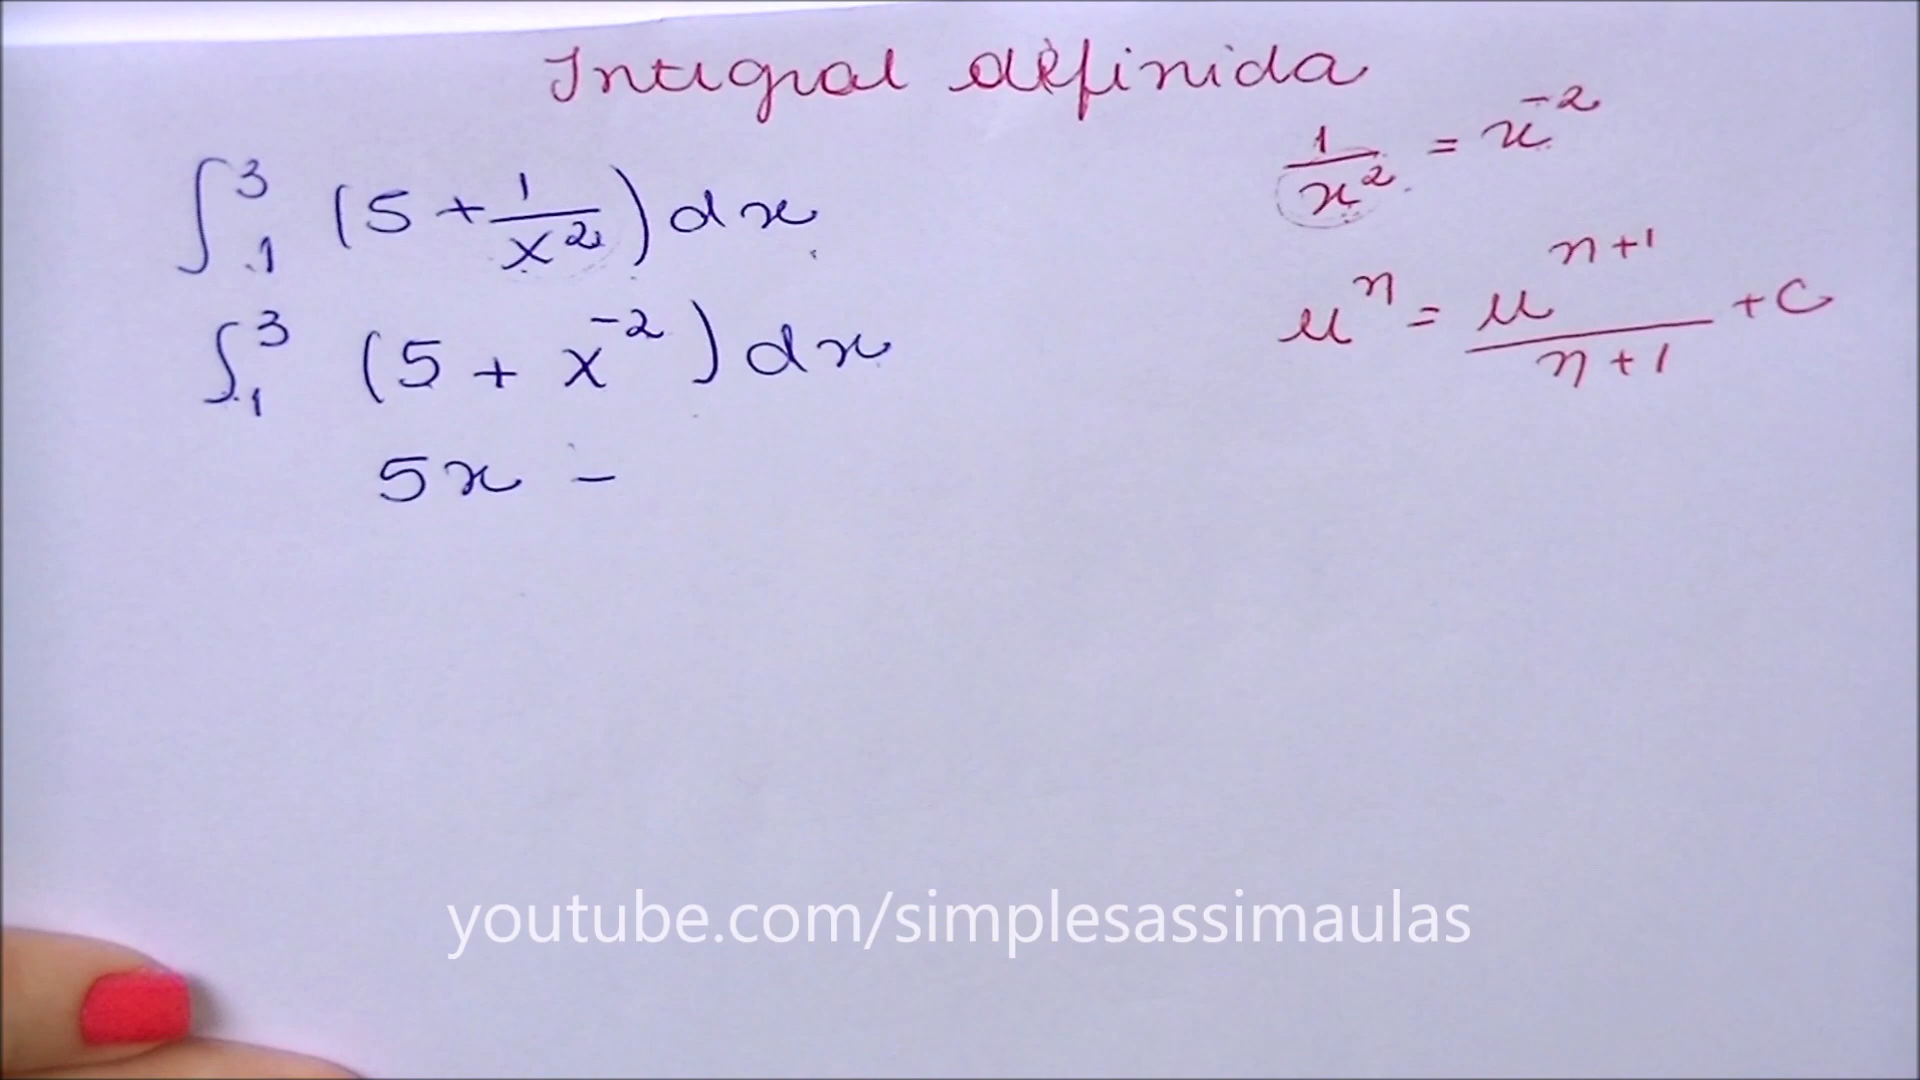 Integral definida
∫₁³ (5 + 1/x²) dx
∫₁³ (5 + x⁻²) dx
5x −
1/x² = x⁻²
uⁿ = uⁿ⁺¹/n+1 + C
youtube.com/simplesassimaulas